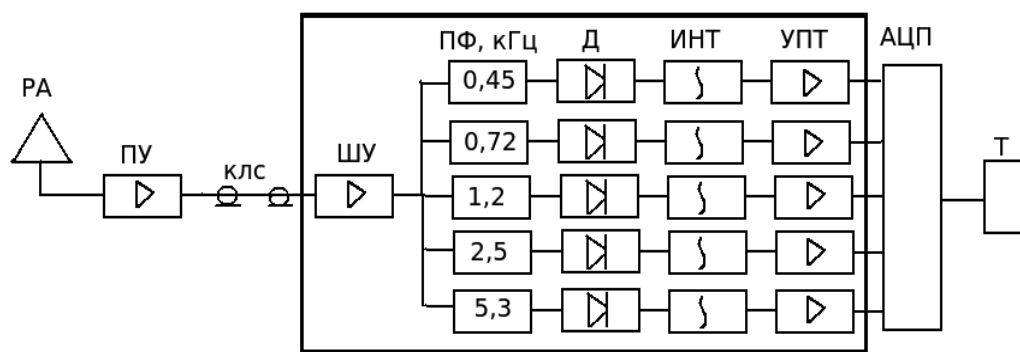 ПФ, кГц Д ИНТ УПТ АЦП
РА
0,45
ПУ
ШУ
0,72
Т
клс
1,2
2,5
5,3